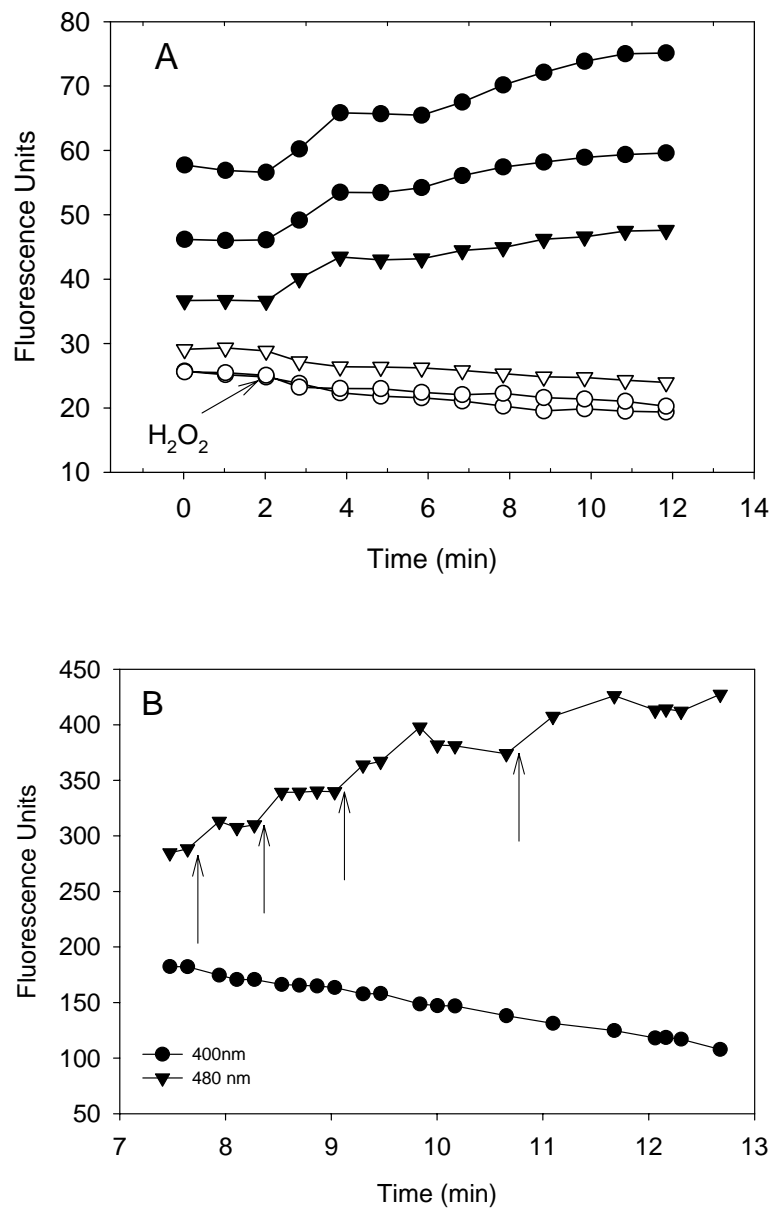 A
80
70
60
50
40
30
20
10
Fluorescence Units
H₂O₂
0 2 4 6 8 10 12 14
Time (min)
B
450
400
350
300
250
200
150
100
50
Fluorescence Units
400nm
480 nm
7 8 9 10 11 12 13
Time (min)